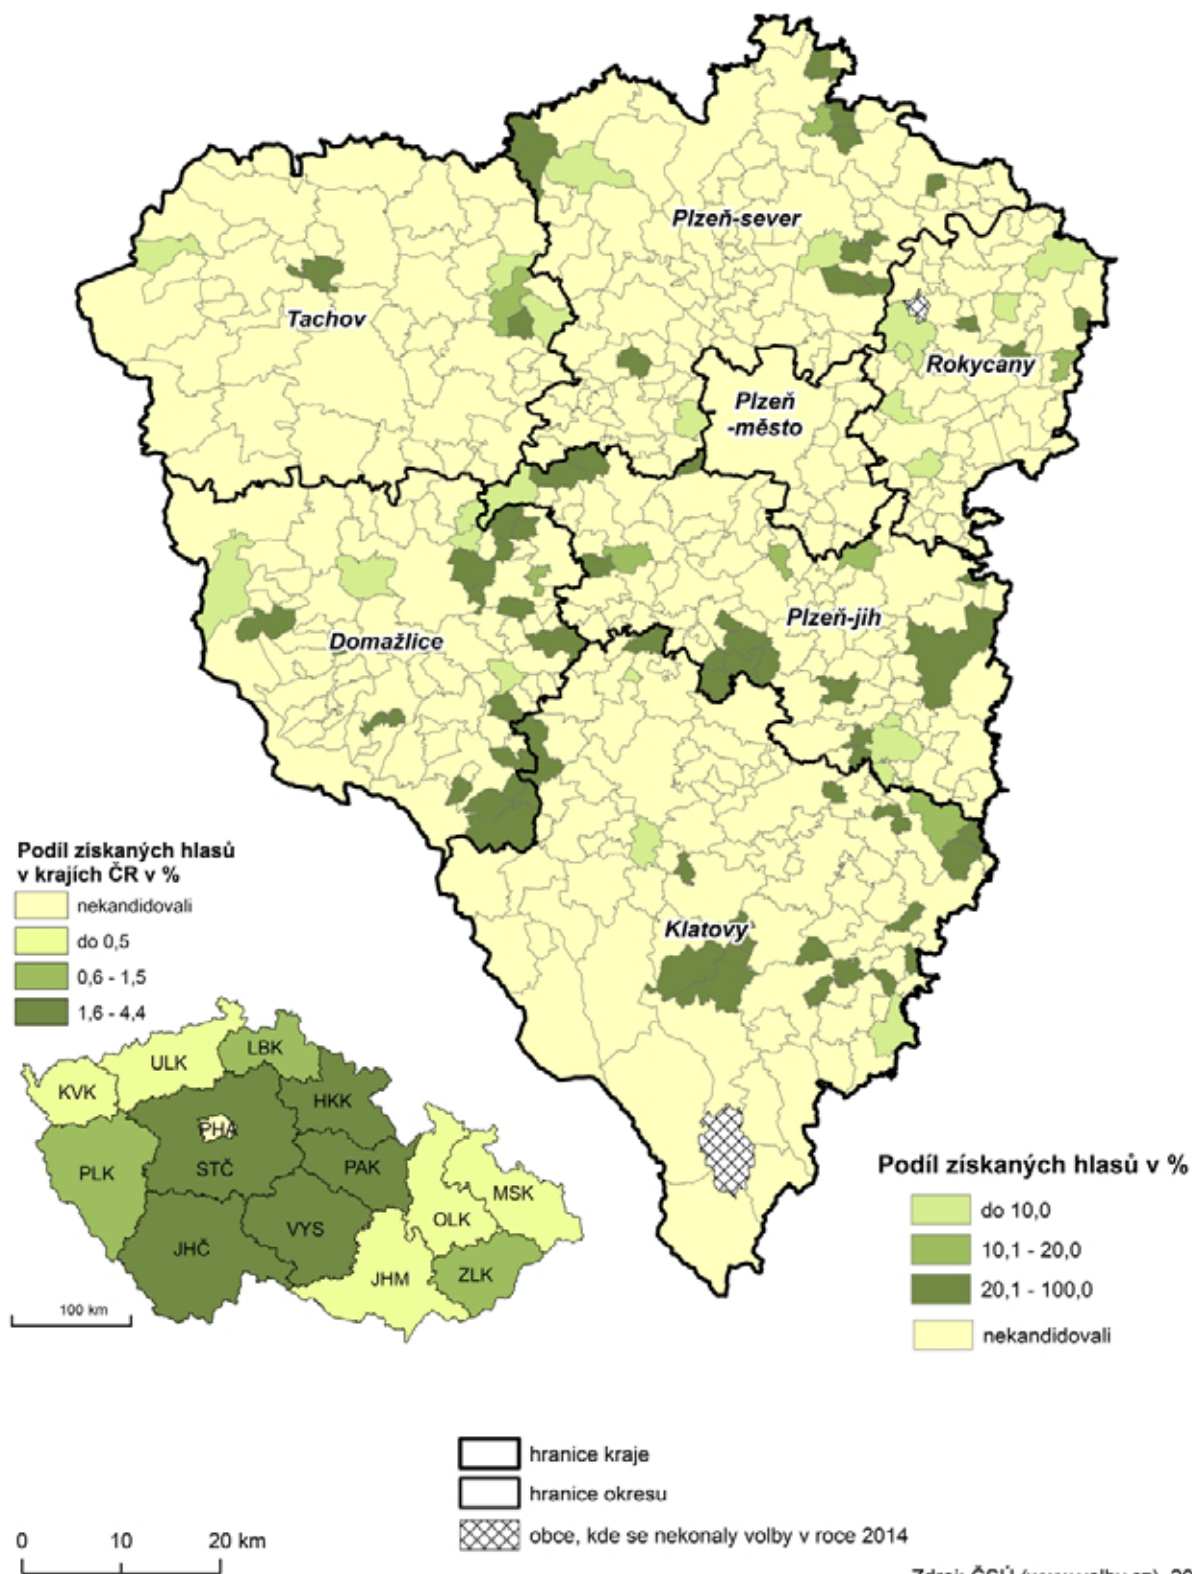 Plzeň-sever
Tachov
Rokycany
Plzeň
-město
Plzeň-jih
Domažlice
Klatovy
Podíl získaných hlasů
v krajích ČR v %
nekandidovali
do 0,5
0,6 - 1,5
1,6 - 4,4
ULK
LBK
KVK
HKK
PHA
PLK
STČ
PAK
MSK
OLK
JHČ
VYS
JHM
ZLK
100 km
Podíl získaných hlasů v %
do 10,0
10,1 - 20,0
20,1 - 100,0
nekandidovali
hranice kraje
hranice okresu
obce, kde se nekonaly volby v roce 2014
0 10 20 km